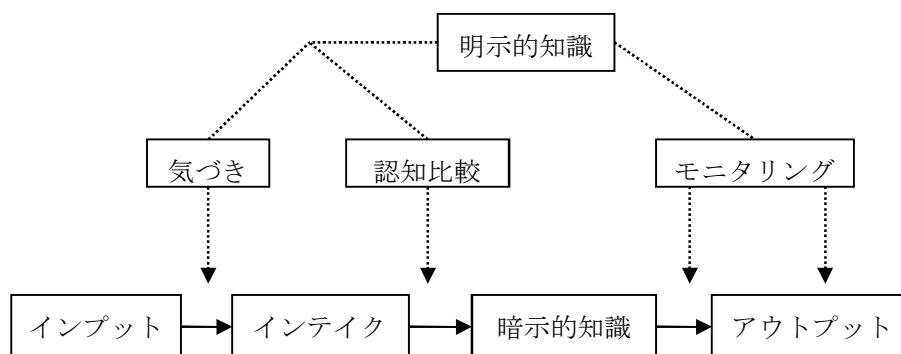 明示的知識
気づき
認知比較
モニタリング
インプット
インテイク
暗示的知識
アウトプット